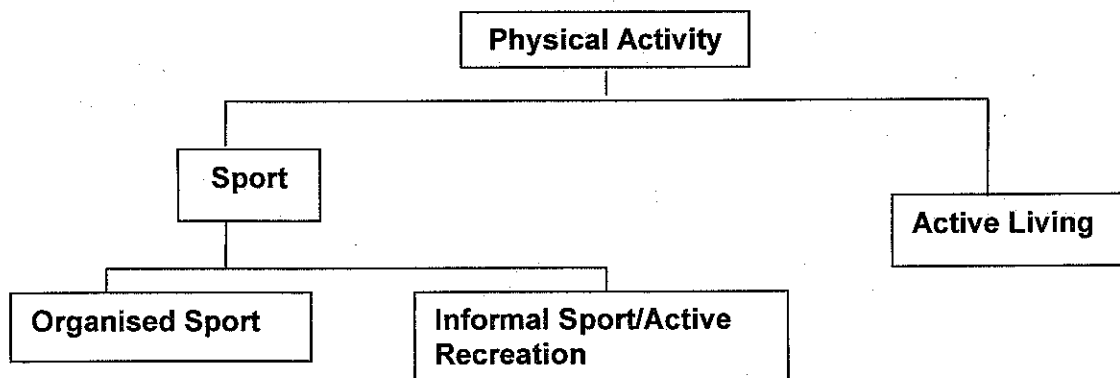 Physical Activity
Sport
Active Living
Organised Sport
Informal Sport/Active
Recreation